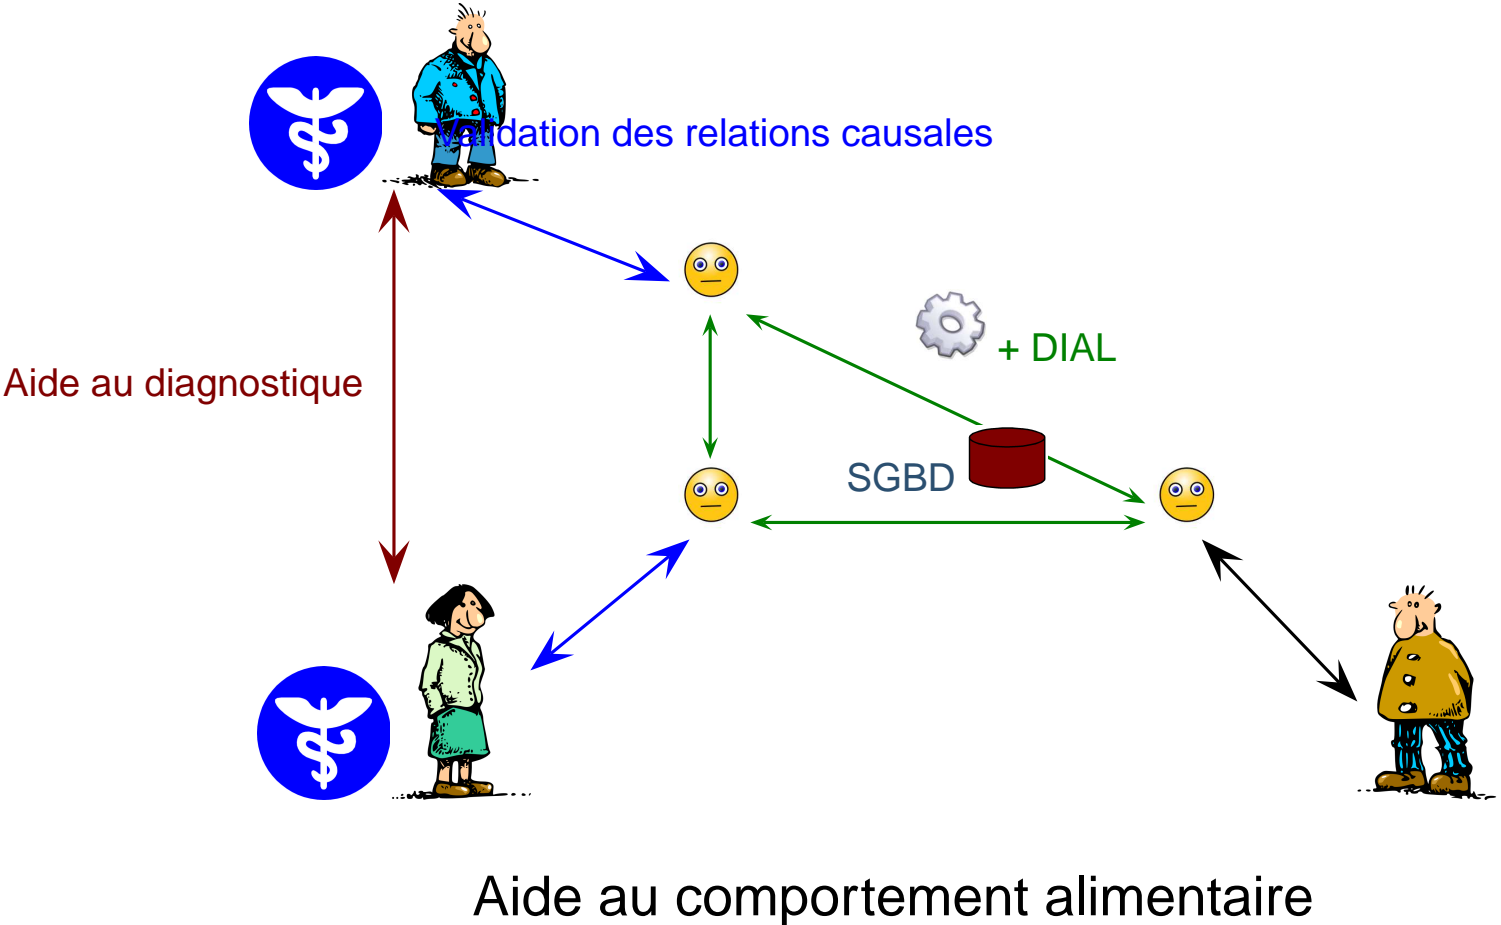 Validation des relations causales
+ DIAL
Aide au diagnostique
SGBD
Aide au comportement alimentaire